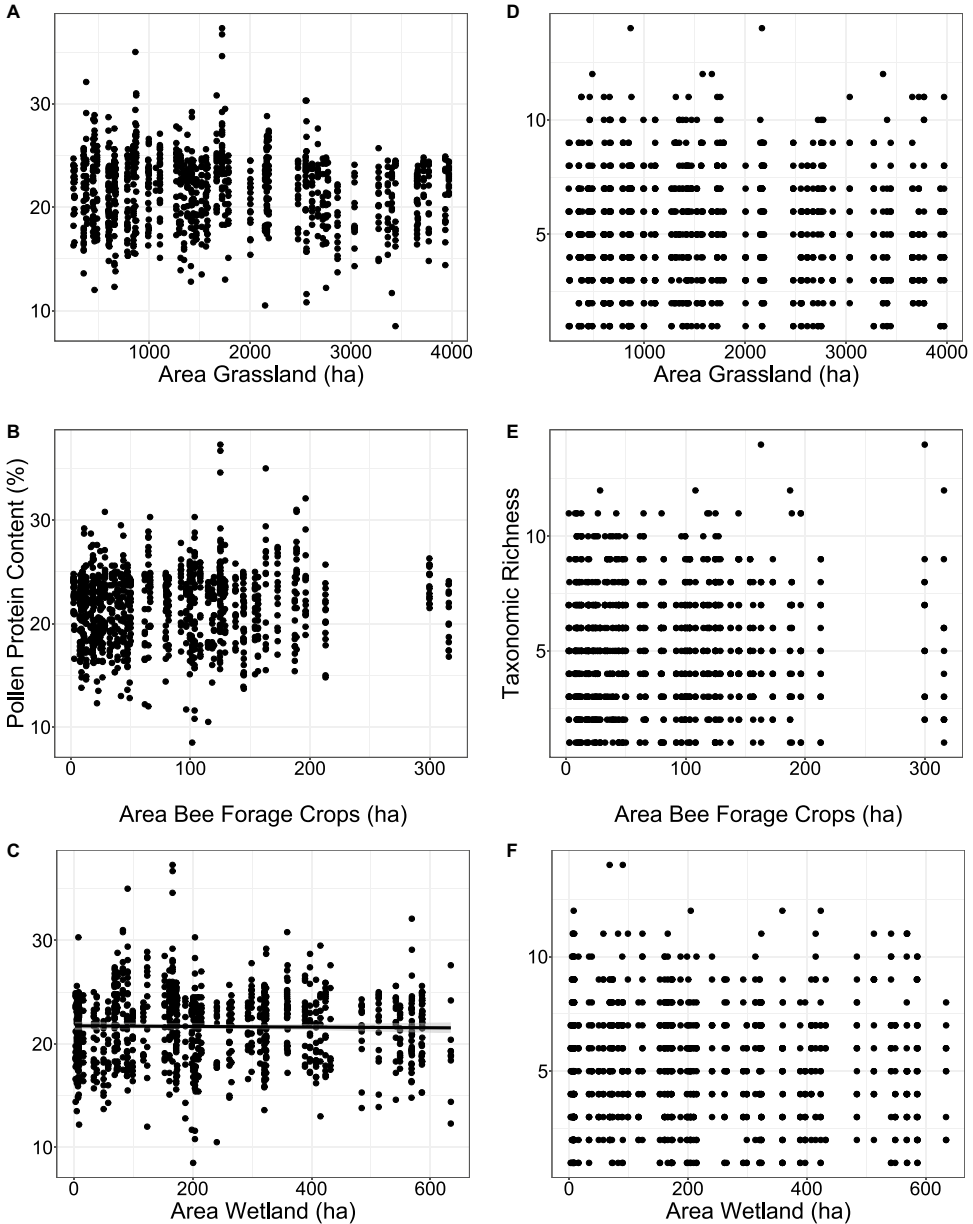 A
30
20
10
1000 2000 3000 4000
Area Grassland (ha)
D
10
5
1000 2000 3000 4000
Area Grassland (ha)
B
Pollen Protein Content (%)
30
20
10
0 100 200 300
Area Bee Forage Crops (ha)
E
Taxonomic Richness
10
5
0 100 200 300
Area Bee Forage Crops (ha)
C
30
20
10
0 200 400 600
Area Wetland (ha)
F
10
5
0 200 400 600
Area Wetland (ha)